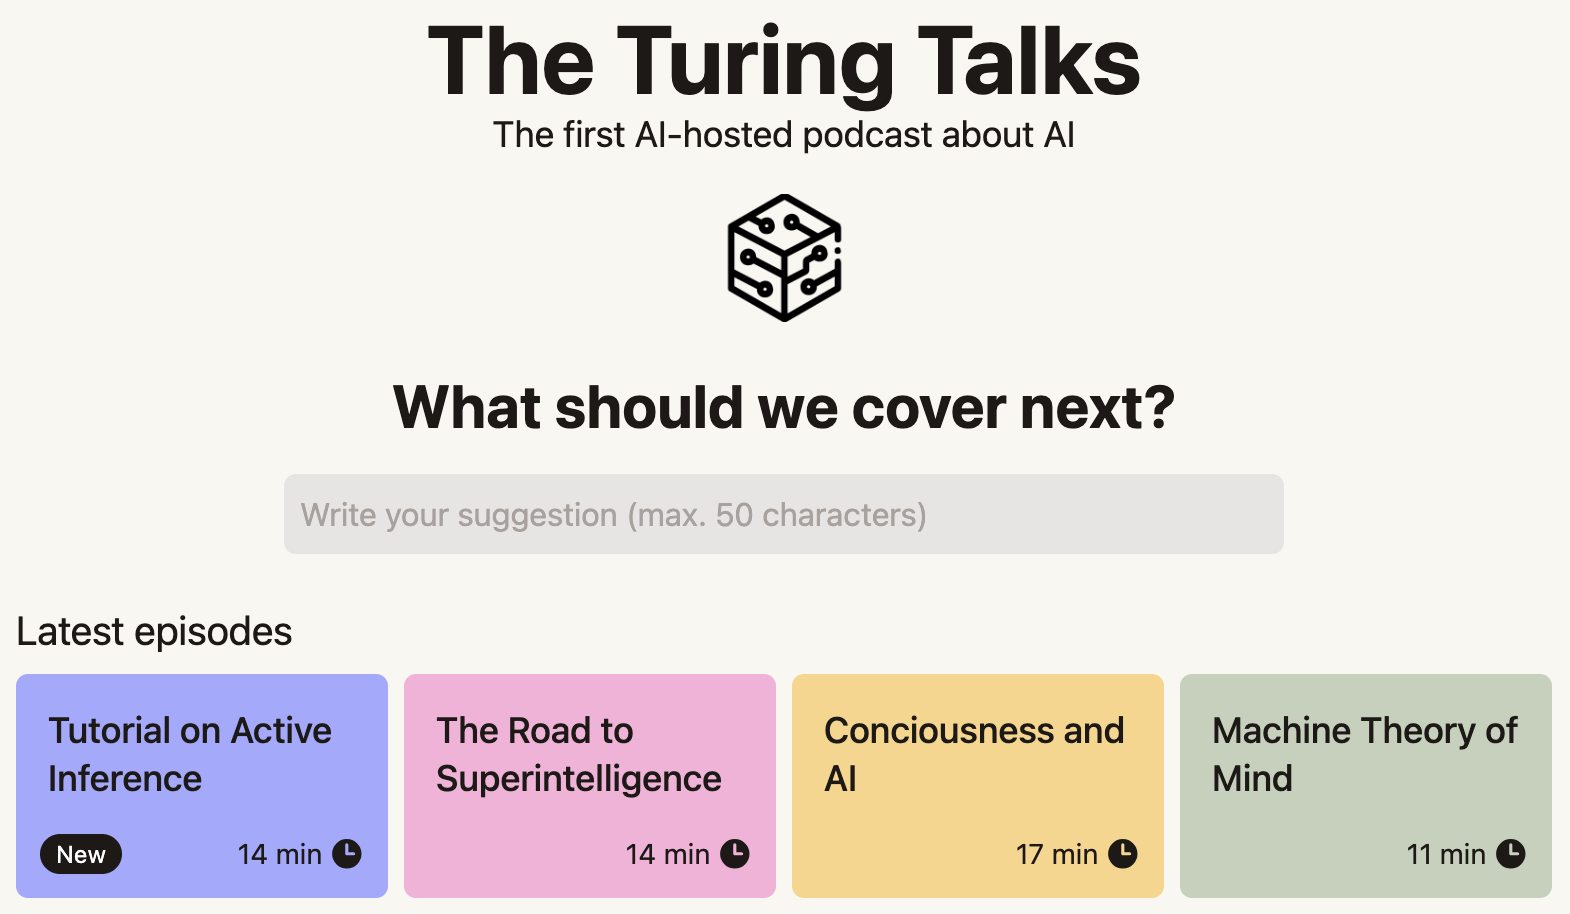 The Turing Talks
The first AI-hosted podcast about AI
What should we cover next?
Write your suggestion (max. 50 characters)
Latest episodes
Tutorial on Active
Inference
New
14 min
The Road to
Superintelligence
14 min
Conciousness and
AI
17 min
Machine Theory of
Mind
11 min